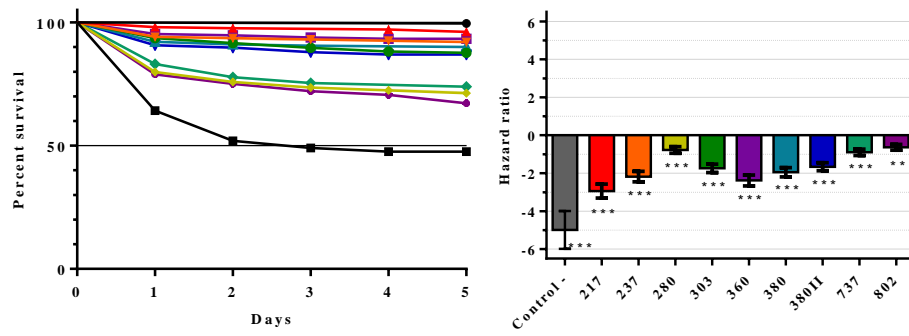 100
50
0
Percent survival
0 1 2 3 4 5
Days
6
4
2
0
-2
-4
-6
Hazard ratio
*** *** *** *** *** *** *** *** *** **
Control- 217 237 280 303 360 380 380II 737 802